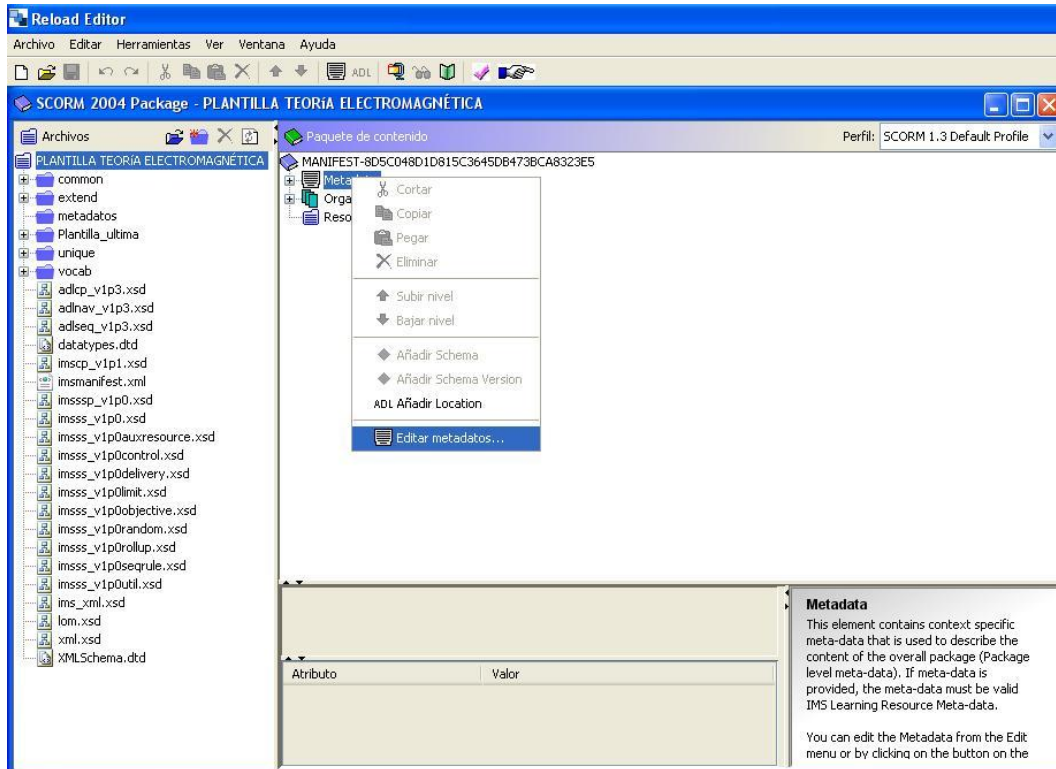 Reload Editor
Archivo Editar Herramientas Ver Ventana Ayuda
ADL
SCORM 2004 Package - PLANTILLA TEORíA ELECTROMAGNÉTICA
Archivos
PLANTILLA TEORíA ELECTROMAGNÉTICA
common
extend
metadatos
Plantilla_ultima
unique
vocab
adlcp_v1p3.xsd
adlnav_v1p3.xsd
adlseq_v1p3.xsd
datatypes.dtd
imscp_v1p1.xsd
imsmanifest.xml
imsssp_v1p0.xsd
imsss_v1p0.xsd
imsss_v1p0auxresource.xsd
imsss_v1p0control.xsd
imsss_v1p0delivery.xsd
imsss_v1p0limit.xsd
imsss_v1p0objective.xsd
imsss_v1p0random.xsd
imsss_v1p0rollup.xsd
imsss_v1p0seqrule.xsd
imsss_v1p0util.xsd
ims_xml.xsd
lom.xsd
xml.xsd
XMLSchema.dtd
Paquete de contenido
Perfil: SCORM 1.3 Default Profile
MANIFEST-8D5C048D1D815C3645DB473BCA8323E5
Meta
Orga
Reso
Cortar
Copiar
Pegar
Eliminar
Subir nivel
Bajar nivel
Añadir Schema
Añadir Schema Version
ADL Añadir Location
Editar metadatos...
Atributo Valor
Metadata
This element contains context specific
meta-data that is used to describe the
content of the overall package (Package
level meta-data). If meta-data is
provided, the meta-data must be valid
IMS Learning Resource Meta-data.
You can edit the Metadata from the Edit
menu or by clicking on the button on the